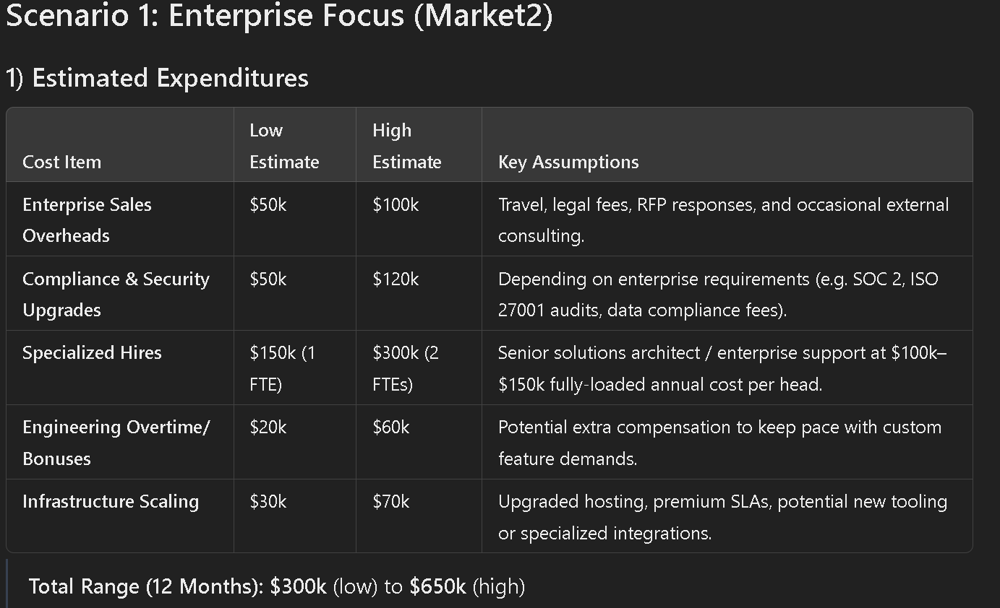 Scenario 1: Enterprise Focus (Market2)
1) Estimated Expenditures
Cost Item
Low
Estimate
High
Estimate
Key Assumptions
Enterprise Sales
Overheads
$50k
$100k
Travel, legal fees, RFP responses, and occasional external
consulting.
Compliance & Security
Upgrades
$50k
$120k
Depending on enterprise requirements (e.g. SOC 2, ISO
27001 audits, data compliance fees).
Specialized Hires
$150k (1
FTE)
$300k (2
FTEs)
Senior solutions architect / enterprise support at $100k–
$150k fully-loaded annual cost per head.
Engineering Overtime/
Bonuses
$20k
$60k
Potential extra compensation to keep pace with custom
feature demands.
Infrastructure Scaling
$30k
$70k
Upgraded hosting, premium SLAs, potential new tooling
or specialized integrations.
Total Range (12 Months): $300k (low) to $650k (high)